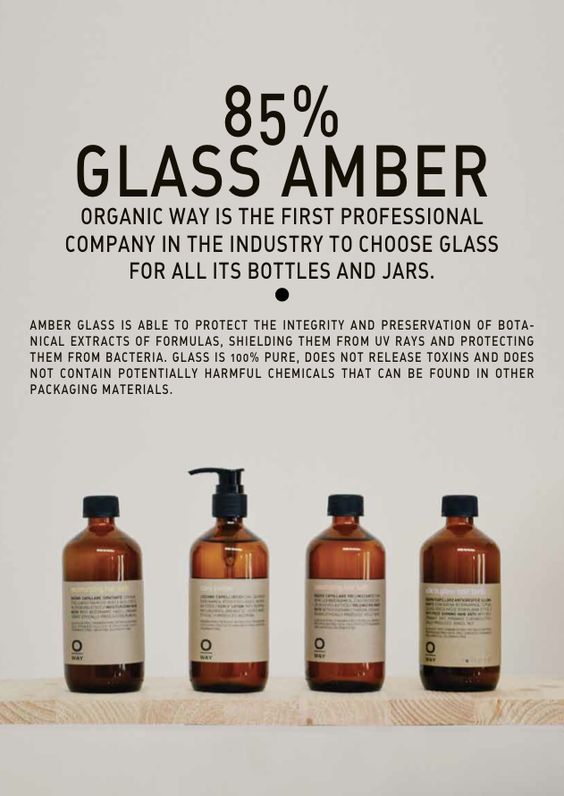 85%
GLASS AMBER
ORGANIC WAY IS THE FIRST PROFESSIONAL
COMPANY IN THE INDUSTRY TO CHOOSE GLASS
FOR ALL ITS BOTTLES AND JARS.
AMBER GLASS IS ABLE TO PROTECT THE INTEGRITY AND PRESERVATION OF BOTA-
NICAL EXTRACTS OF FORMULAS, SHIELDING THEM FROM UV RAYS AND PROTECTING
THEM FROM BACTERIA. GLASS IS 100% PURE, DOES NOT RELEASE TOXINS AND DOES
NOT CONTAIN POTENTIALLY HARMFUL CHEMICALS THAT CAN BE FOUND IN OTHER
PACKAGING MATERIALS.
O
WAY
O
WAY
O
WAY
O
WAY